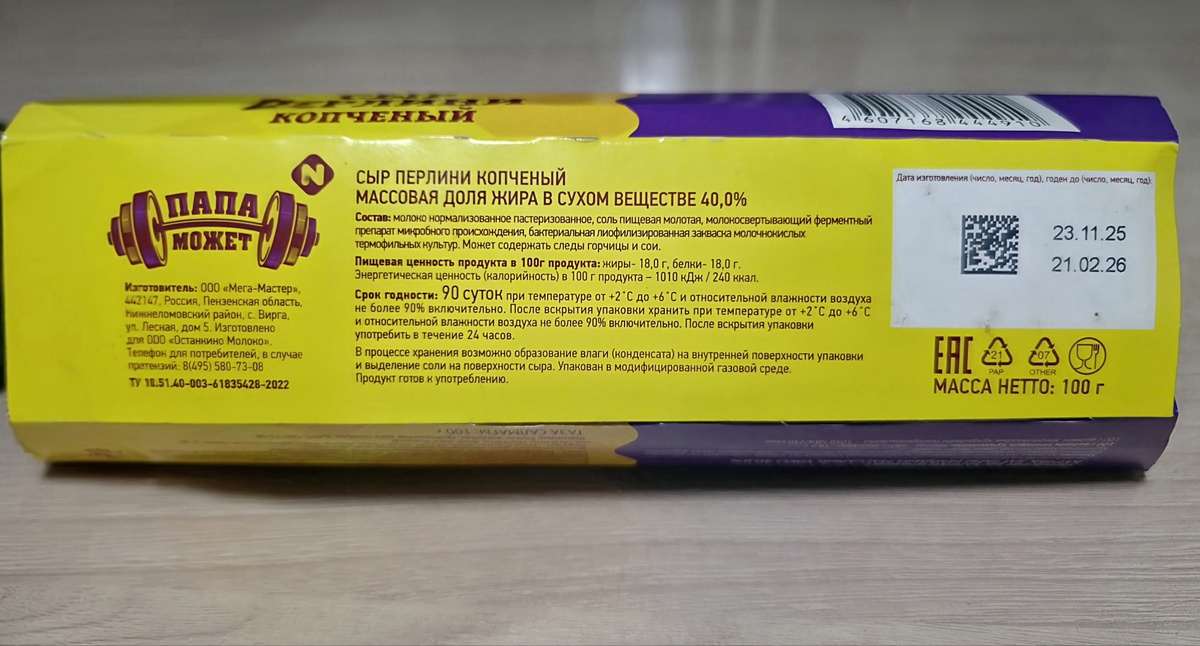 КОПЧЕНЫЙ
4 607168 444910
N
ПАПА
МОЖЕТ
Изготовитель: ООО «Мега-Мастер»,
442147, Россия, Пензенская область,
Нижнеломовский район, с. Вирга,
ул. Лесная, дом 5. Изготовлено
для ООО «Останкино Молоко».
Телефон для потребителей, в случае
претензий: 8(495) 580-73-08
ТУ 10.51.40-003-61835428-2022
СЫР ПЕРЛИНИ КОПЧЕНЫЙ
МАССОВАЯ ДОЛЯ ЖИРА В СУХОМ ВЕЩЕСТВЕ 40,0%
Состав: молоко нормализованное пастеризованное, соль пищевая молотая, молокосвертывающий ферментный
препарат микробного происхождения, бактериальная лиофилизированная закваска молочнокислых
термофильных культур. Может содержать следы горчицы и сои.
Пищевая ценность продукта в 100г продукта: жиры- 18,0 г, белки- 18,0 г.
Энергетическая ценность (калорийность) в 100 г продукта – 1010 кДж / 240 ккал.
Срок годности: 90 суток при температуре от +2˚С до +6˚С и относительной влажности воздуха
не более 90% включительно. После вскрытия упаковки хранить при температуре от +2˚С до +6˚С
и относительной влажности воздуха не более 90% включительно. После вскрытия упаковки
употребить в течение 24 часов.
В процессе хранения возможно образование влаги (конденсата) на внутренней поверхности упаковки
и выделение соли на поверхности сыра. Упакован в модифицированной газовой среде.
Продукт готов к употреблению.
Дата изготовления (число, месяц, год), годен до (число, месяц, год):
23.11.25
21.02.26
EAC
21
PAP
07
OTHER
МАССА НЕТТО: 100 г